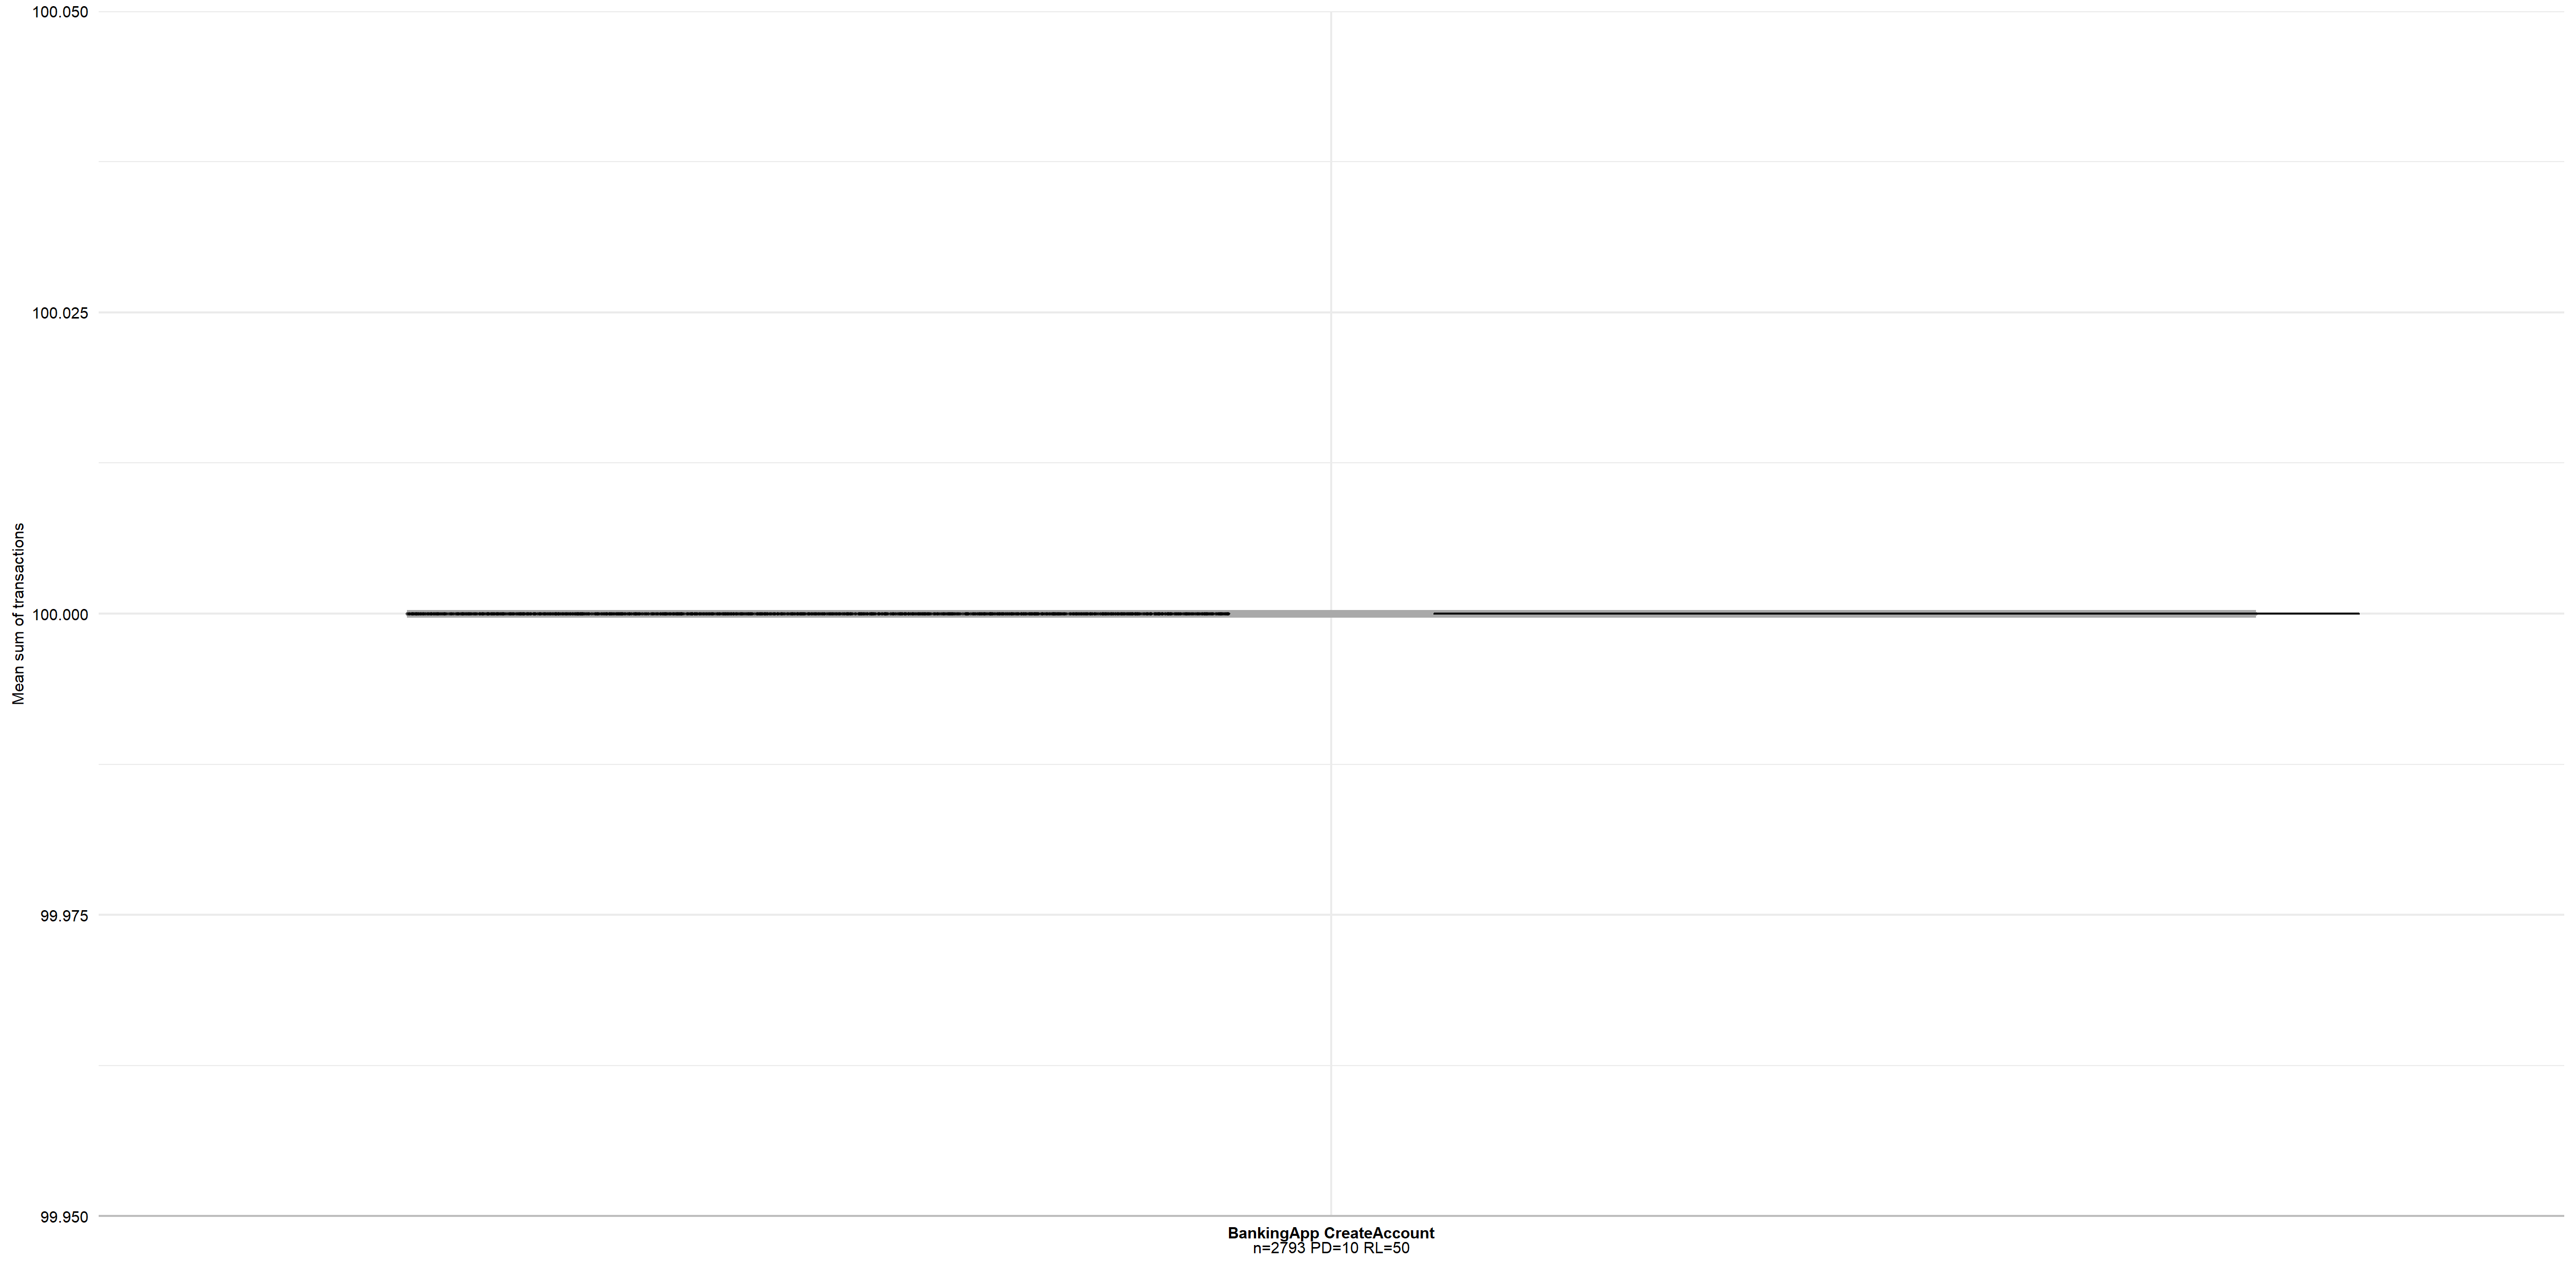 100.050
100.025
100.000
99.975
99.950
Mean sum of transactions
BankingApp CreateAccount
n=2793 PD=10 RL=50